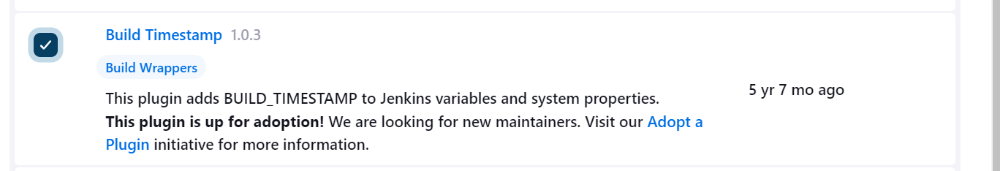 Build Timestamp 1.0.3
Build Wrappers
This plugin adds BUILD_TIMESTAMP to Jenkins variables and system properties.
This plugin is up for adoption! We are looking for new maintainers. Visit our Adopt a
Plugin initiative for more information.
5 yr 7 mo ago